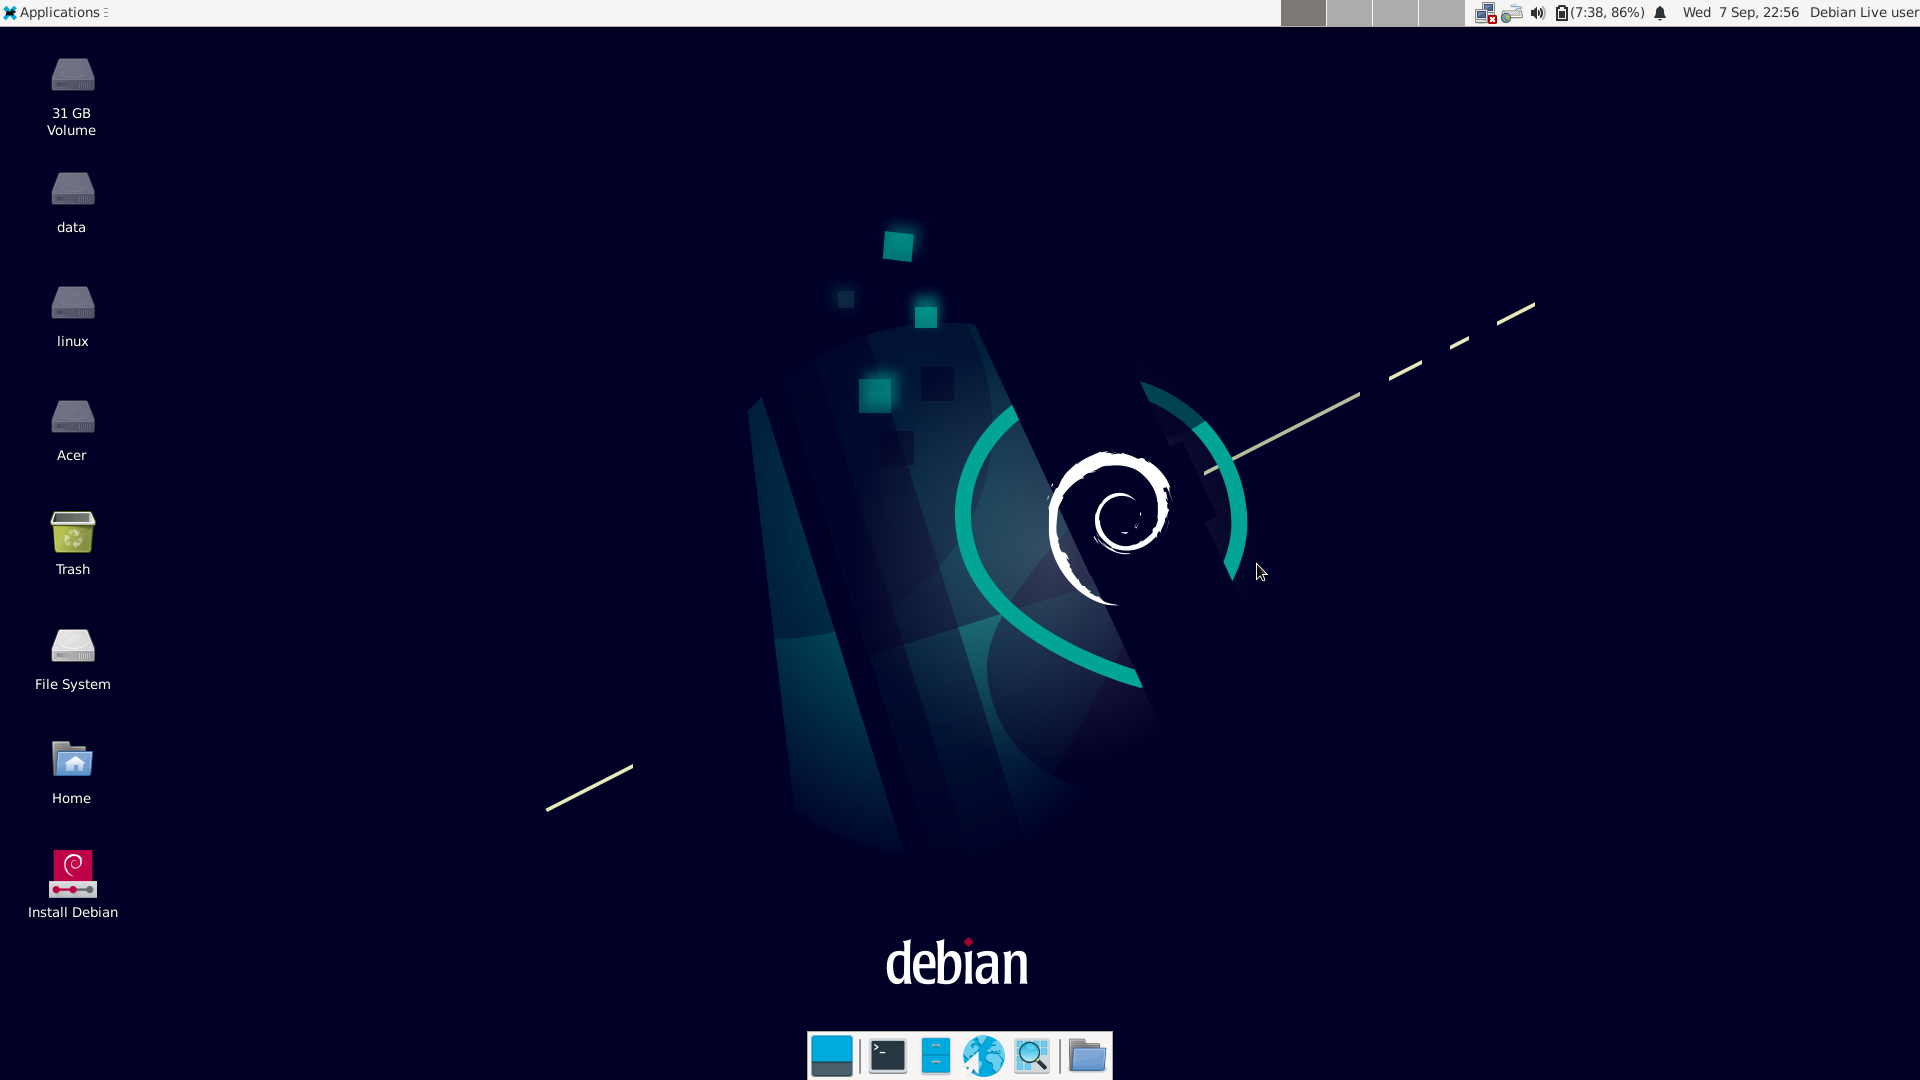 Applications
(7:38, 86%)
Wed 7 Sep, 22:56
Debian Live user
31 GB
Volume
data
linux
Acer
Trash
File System
Home
Install Debian
debian
>_